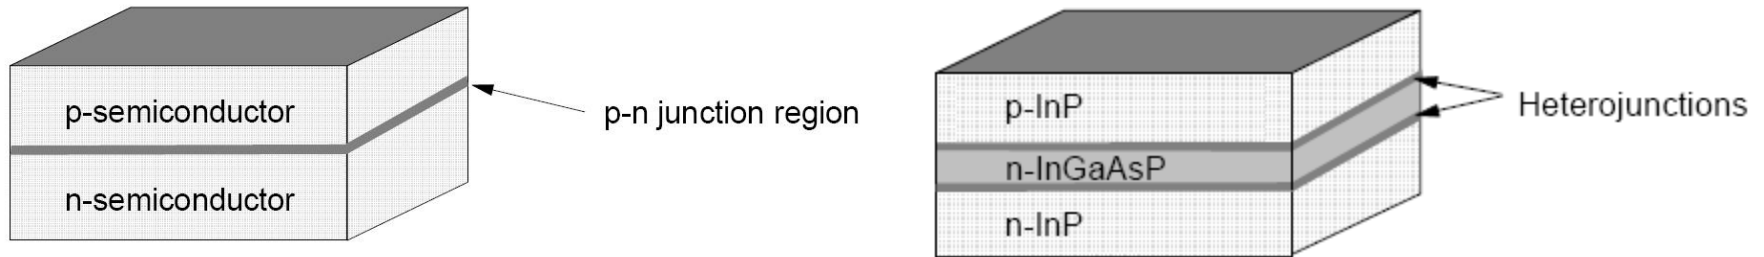 p-semiconductor
p-n junction region
n-semiconductor
p-InP
Heterojunctions
n-InGaAsP
n-InP